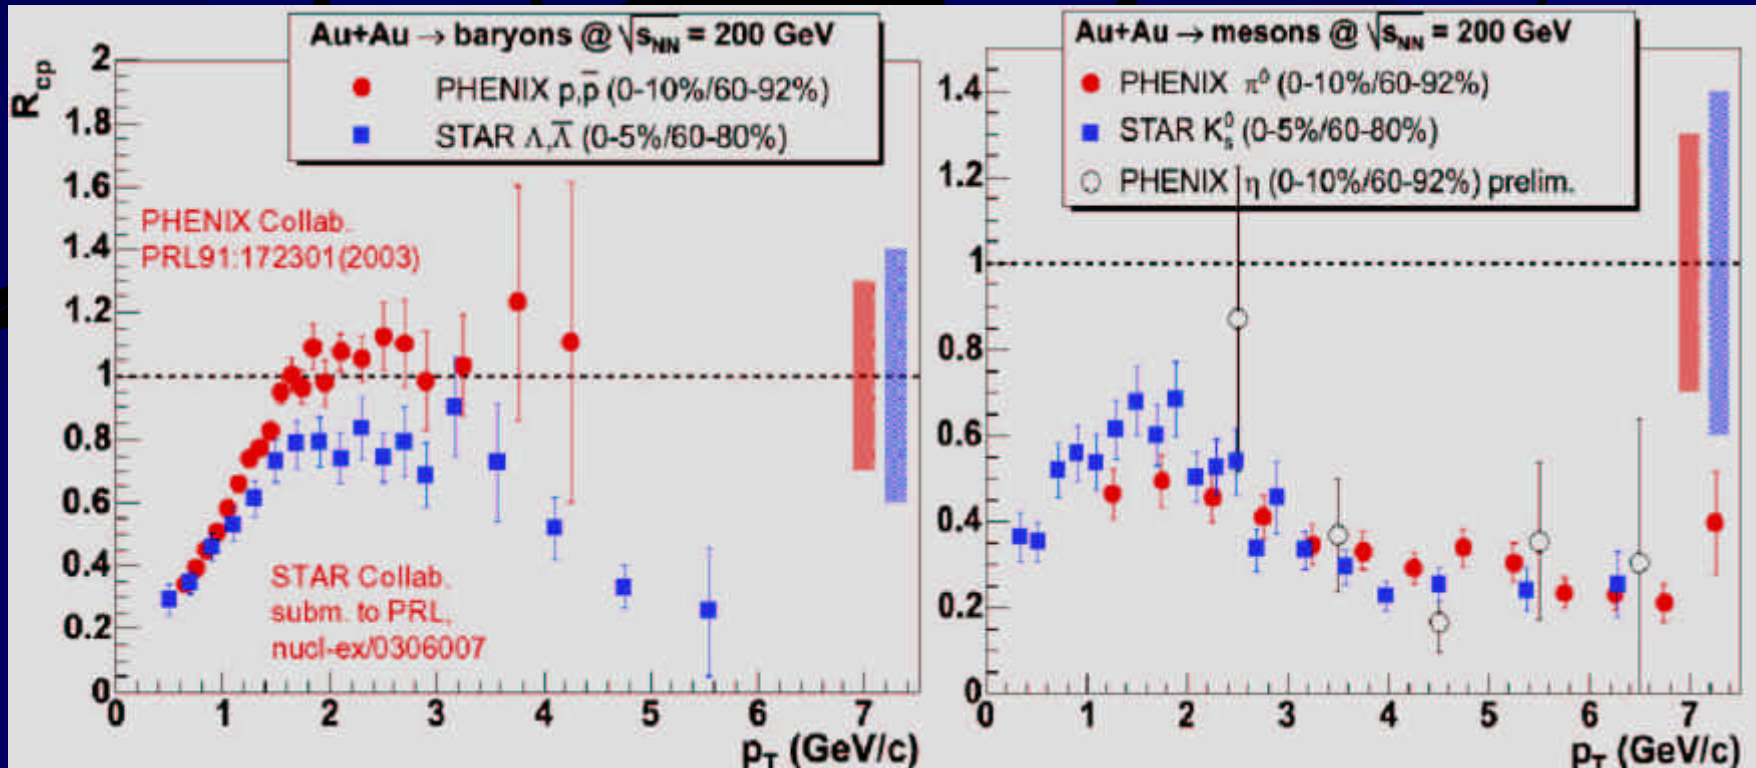 Au+Au → baryons @ √s_NN = 200 GeV
PHENIX p,p̅ (0-10%/60-92%)
STAR Λ,Λ̅ (0-5%/60-80%)
R_cp
2
1.8
1.6
1.4
1.2
1
0.8
0.6
0.4
0.2
0
PHENIX Collab.
PRL91:172301(2003)
STAR Collab.
subm. to PRL,
nucl-ex/0306007
0 1 2 3 4 5 6 7
p_T (GeV/c)
Au+Au → mesons @ √s_NN = 200 GeV
PHENIX π⁰ (0-10%/60-92%)
STAR K⁰_s (0-5%/60-80%)
PHENIX η (0-10%/60-92%) prelim.
1.4
1.2
1
0.8
0.6
0.4
0.2
0
0 1 2 3 4 5 6 7
p_T (GeV/c)